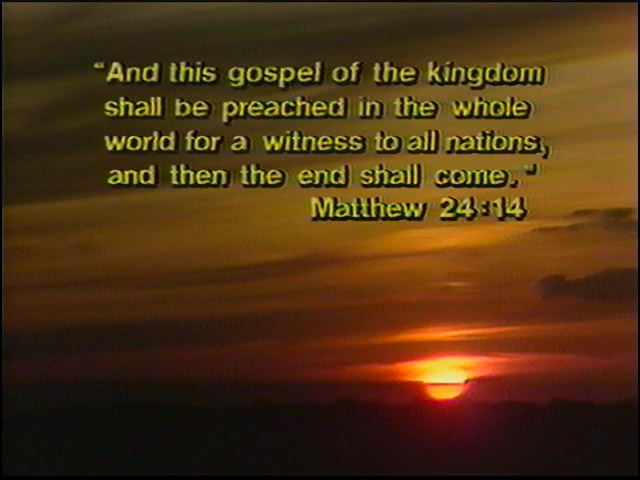 "And this gospel of the kingdom
shall be preached in the whole
world for a witness to all nations,
and then the end shall come."
Matthew 24:14